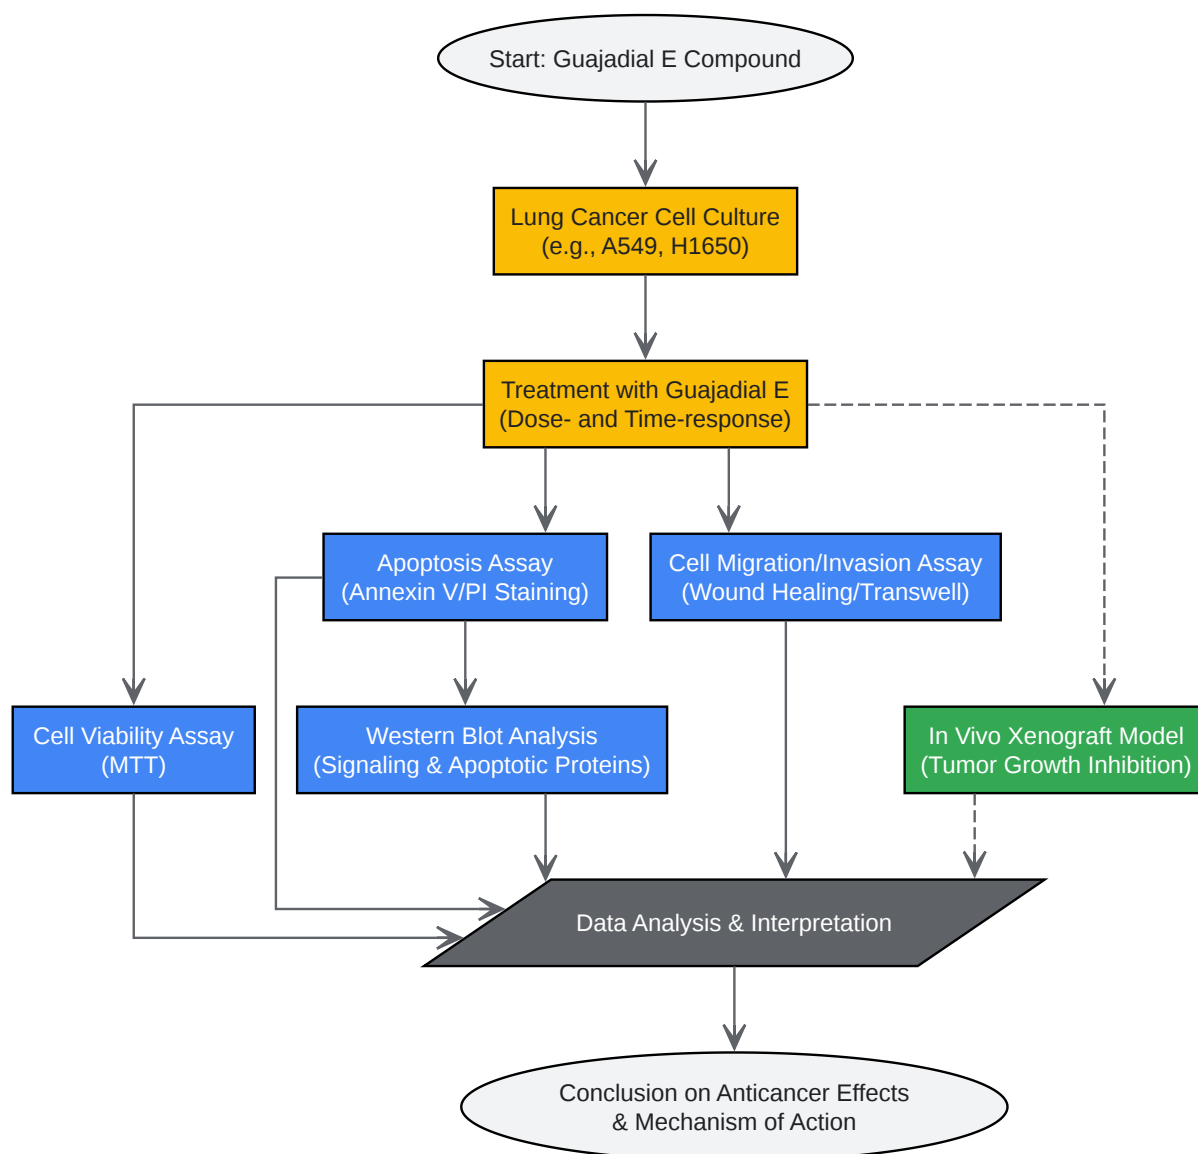 Start: Guajadial E Compound
Lung Cancer Cell Culture
(e.g., A549, H1650)
Treatment with Guajadial E
(Dose- and Time-response)
Apoptosis Assay
(Annexin V/PI Staining)
Cell Migration/Invasion Assay
(Wound Healing/Transwell)
Cell Viability Assay
(MTT)
Western Blot Analysis
(Signaling & Apoptotic Proteins)
In Vivo Xenograft Model
(Tumor Growth Inhibition)
Data Analysis & Interpretation
Conclusion on Anticancer Effects
& Mechanism of Action